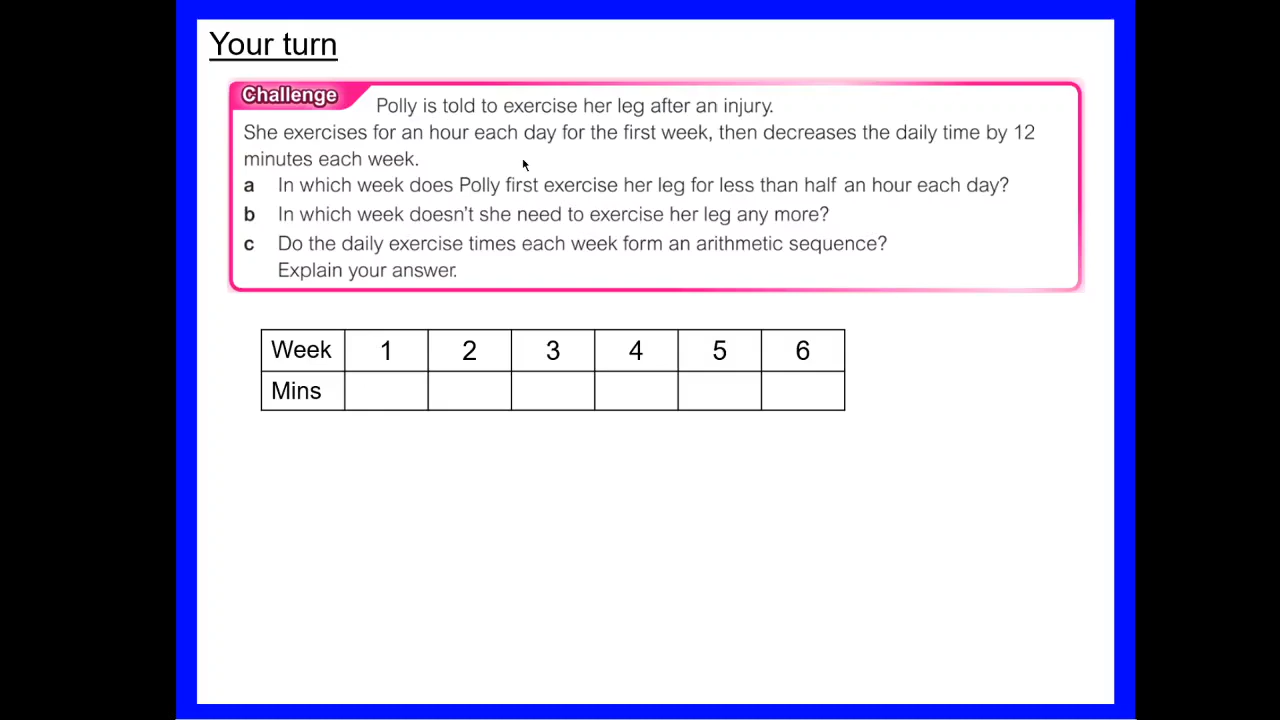 Your turn
Challenge
Polly is told to exercise her leg after an injury.
She exercises for an hour each day for the first week, then decreases the daily time by 12
minutes each week.
a In which week does Polly first exercise her leg for less than half an hour each day?
b In which week doesn't she need to exercise her leg any more?
c Do the daily exercise times each week form an arithmetic sequence?
Explain your answer.
Week 1 2 3 4 5 6
Mins